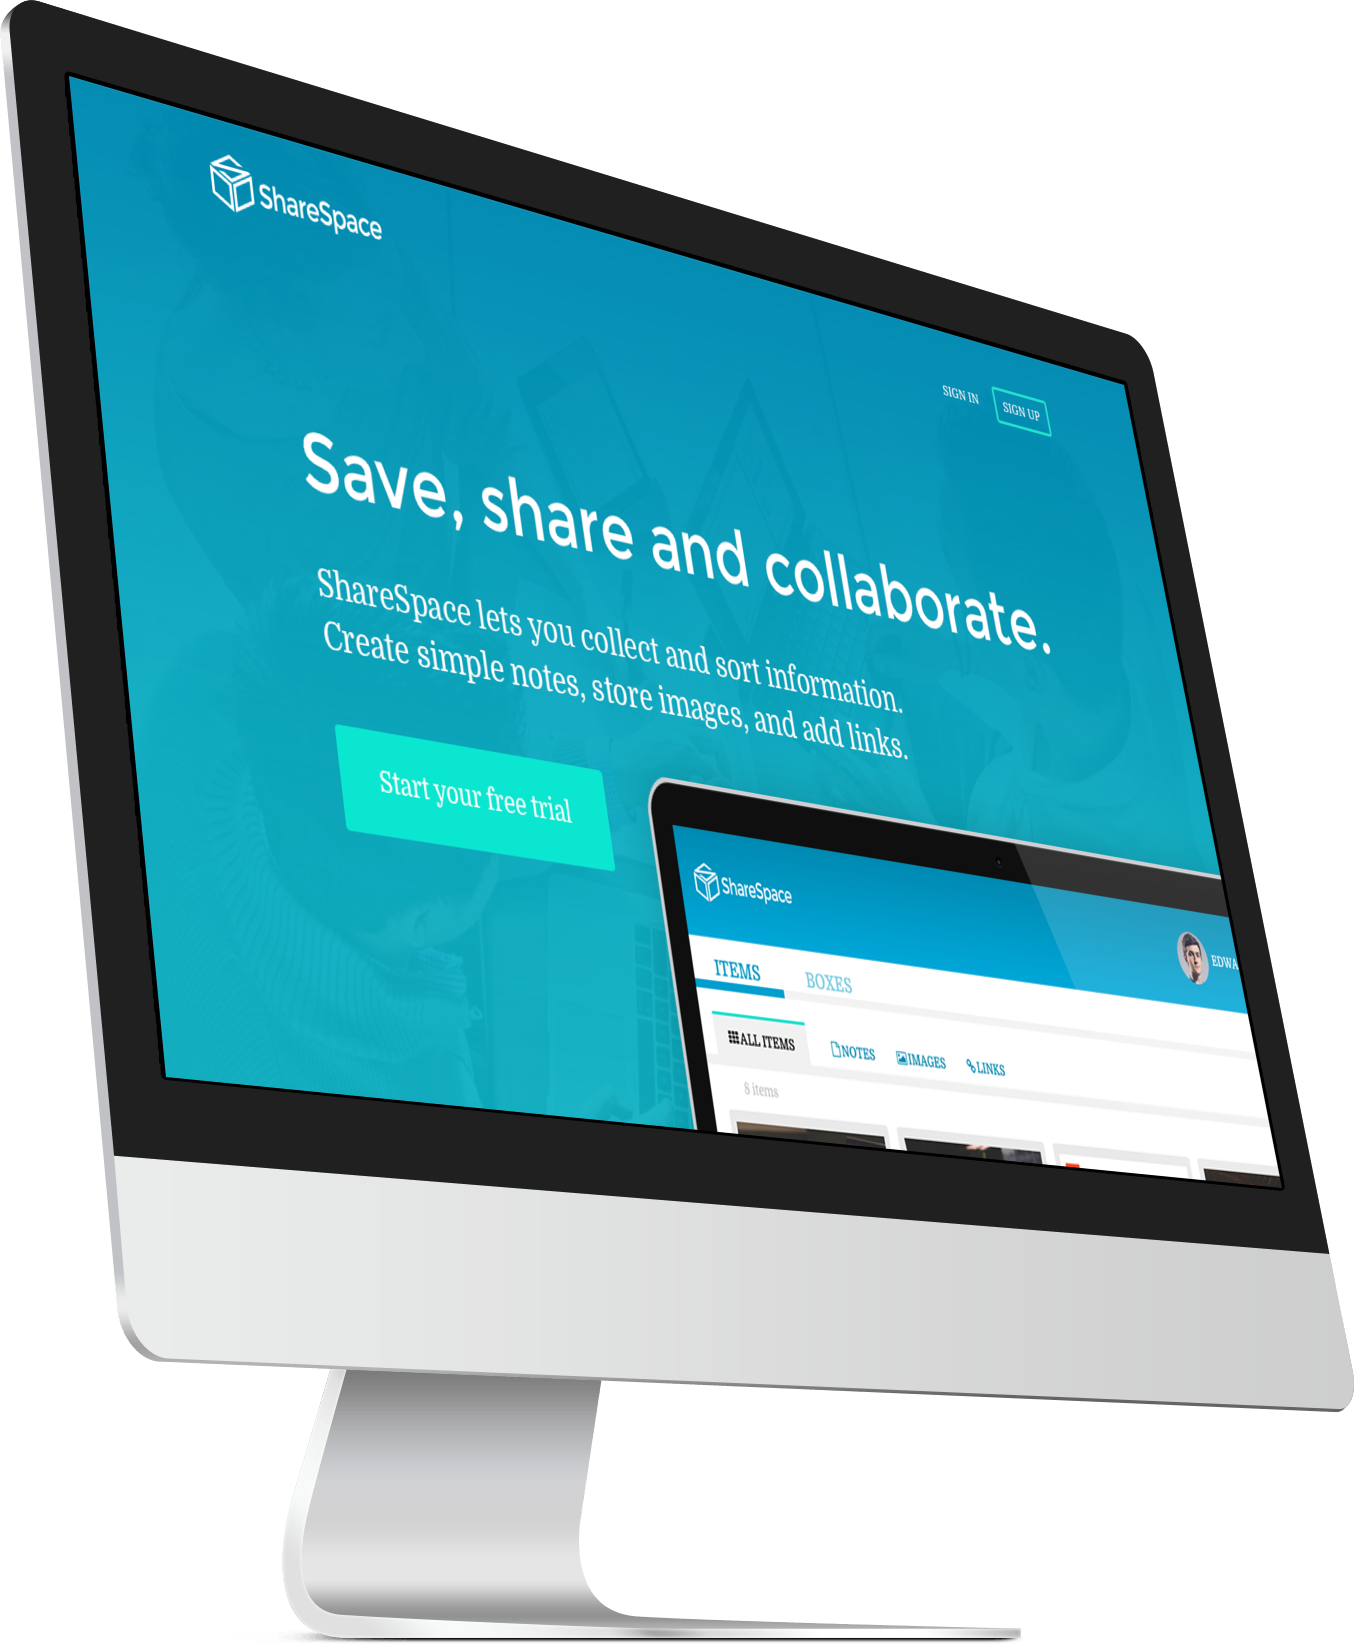 ShareSpace
SIGN IN
SIGN UP
Save, share and collaborate.
ShareSpace lets you collect and sort information.
Create simple notes, store images, and add links.
Start your free trial
ShareSpace
EDWA
ITEMS
BOXES
ALL ITEMS
NOTES
IMAGES
LINKS
8 items